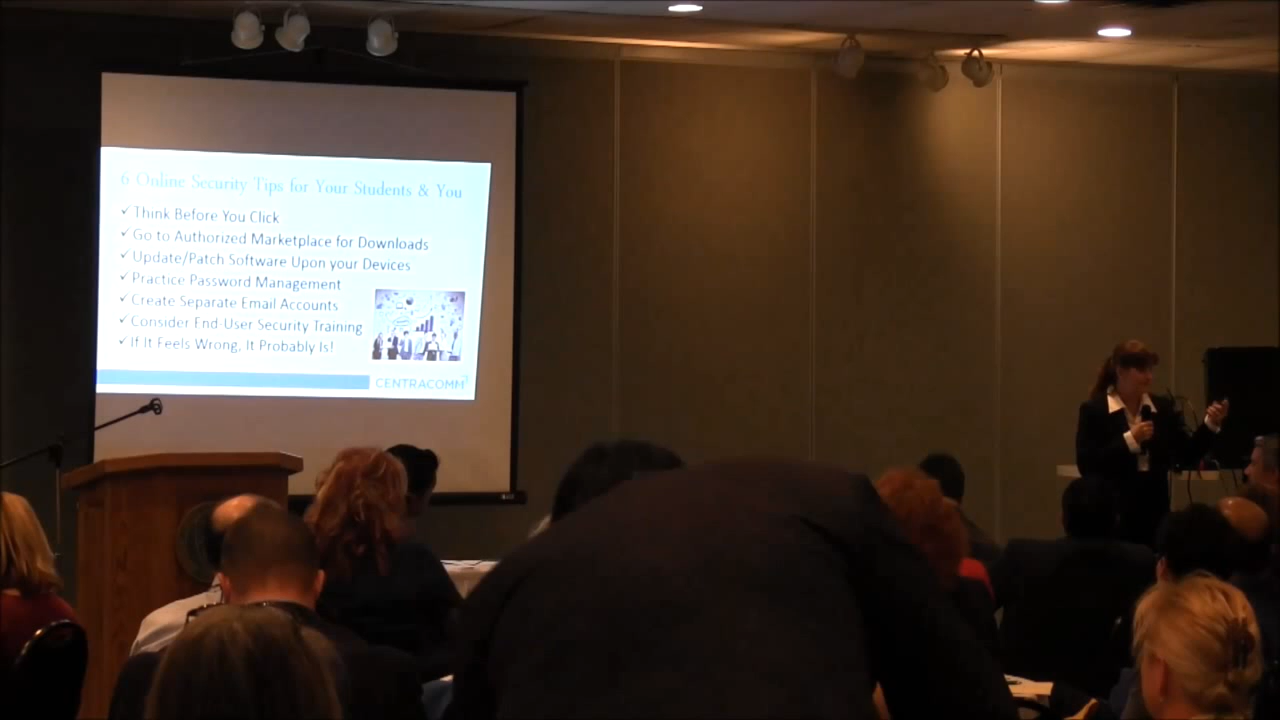 6 Online Security Tips for Your Students & You
✓Think Before You Click
✓Go to Authorized Marketplace for Downloads
✓Update/Patch Software Upon your Devices
✓Practice Password Management
✓Create Separate Email Accounts
✓Consider End-User Security Training
✓If It Feels Wrong, It Probably Is!
CENTRACOMM